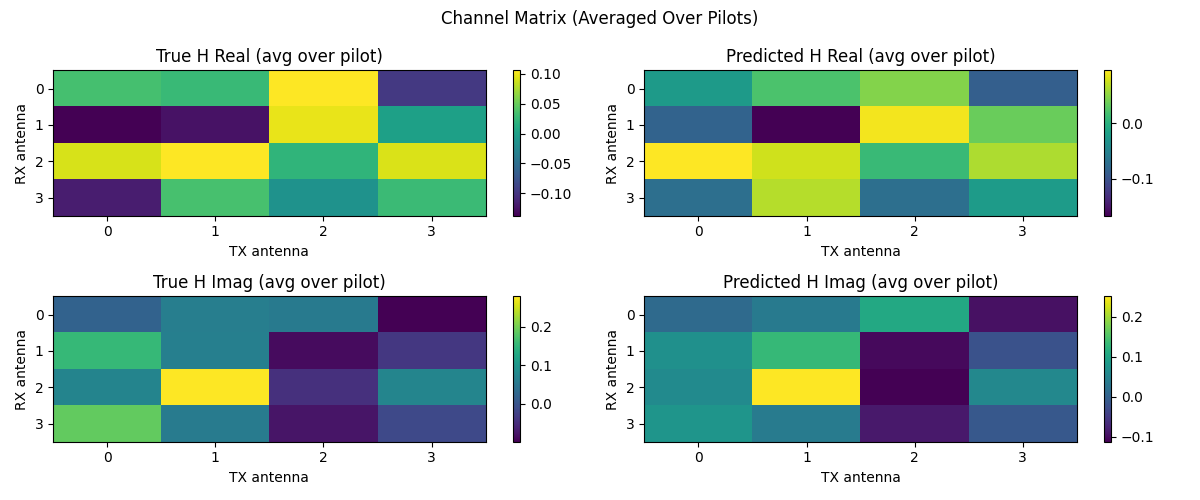 Channel Matrix (Averaged Over Pilots)
True H Real (avg over pilot)
RX antenna
0
1
2
3
0 1 2 3
TX antenna
0.10
0.05
0.00
−0.05
−0.10
Predicted H Real (avg over pilot)
RX antenna
0
1
2
3
0 1 2 3
TX antenna
0.0
−0.1
True H Imag (avg over pilot)
RX antenna
0
1
2
3
0 1 2 3
TX antenna
0.2
0.1
0.0
Predicted H Imag (avg over pilot)
RX antenna
0
1
2
3
0 1 2 3
TX antenna
0.2
0.1
0.0
−0.1